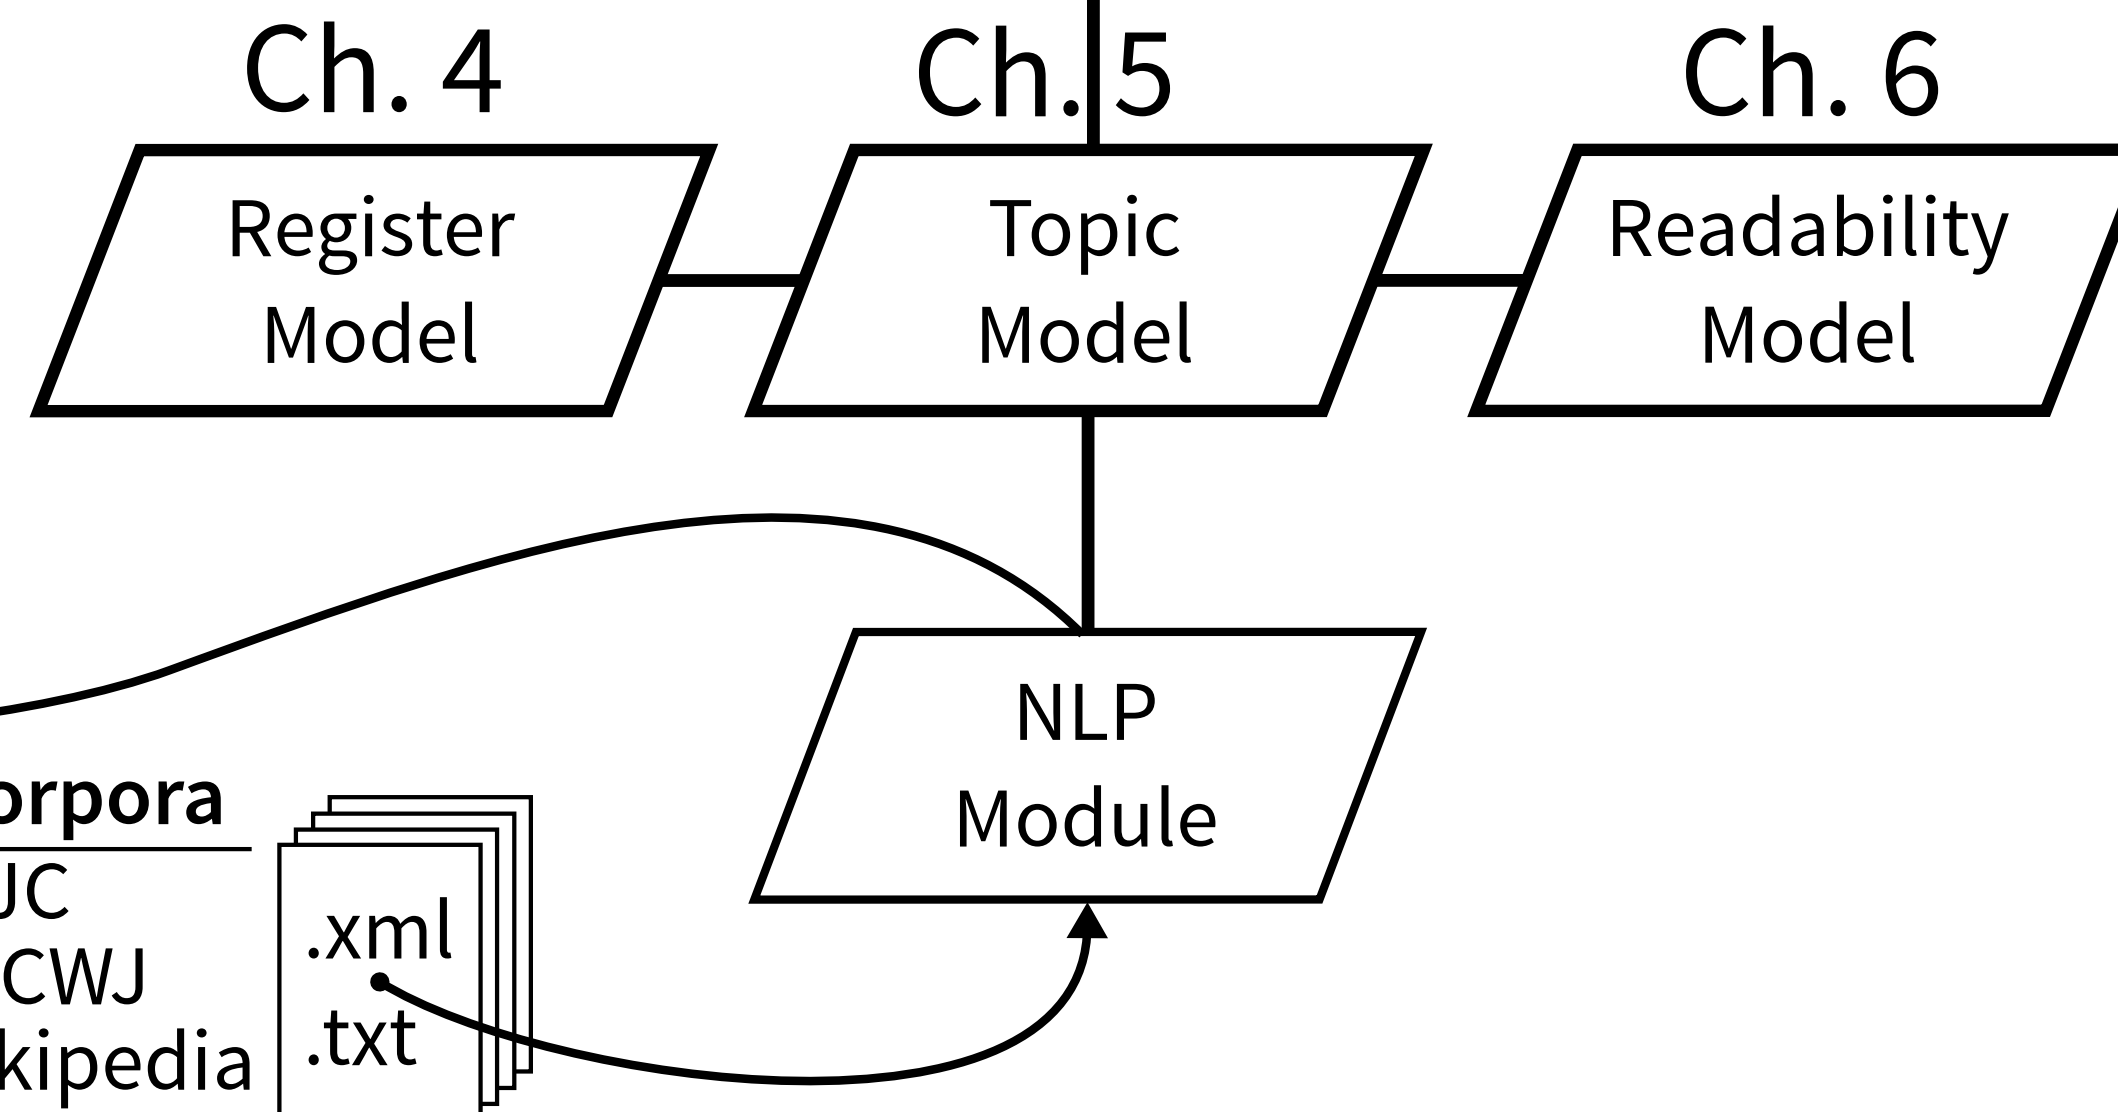 Ch. 4
Ch. 5
Ch. 6
Register
Model
Topic
Model
Readability
Model
NLP
Module
orpora
JC
CWJ
kipedia
.xml
.txt